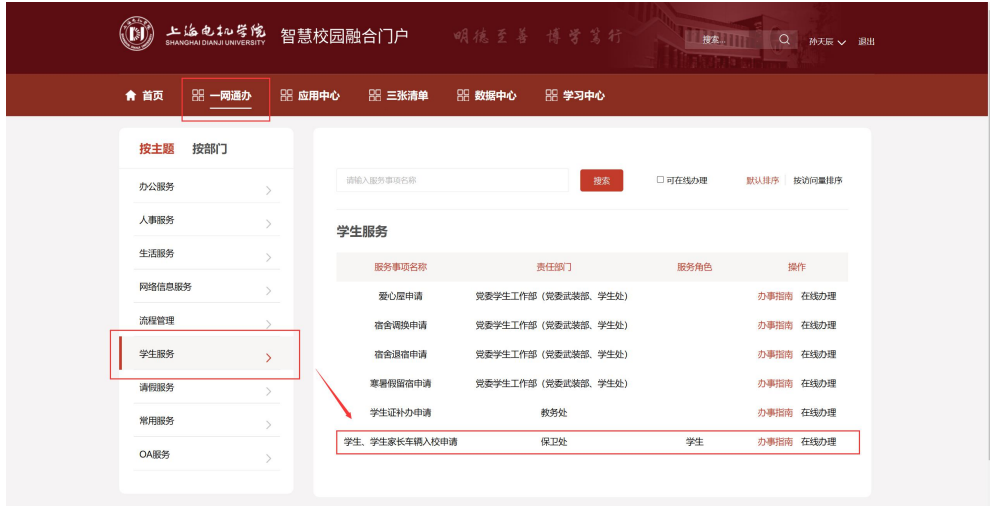 上海电机学院
SHANGHAI DIANJI UNIVERSITY
智慧校园融合门户
明德至善 博学笃行
搜索...
孙天辰 退出
首页 一网通办 应用中心 三张清单 数据中心 学习中心
按主题 按部门
办公服务
人事服务
生活服务
网络信息服务
流程管理
学生服务
请假服务
常用服务
OA服务
请输入服务事项名称 搜索 可在线办理 默认排序 按访问量排序
学生服务
服务事项名称 责任部门 服务角色 操作
爱心屋申请 党委学生工作部（党委武装部、学生处） 办事指南 在线办理
宿舍调换申请 党委学生工作部（党委武装部、学生处） 办事指南 在线办理
宿舍退宿申请 党委学生工作部（党委武装部、学生处） 办事指南 在线办理
寒暑假留宿申请 党委学生工作部（党委武装部、学生处） 办事指南 在线办理
学生证补办申请 教务处 办事指南 在线办理
学生、学生家长车辆入校申请 保卫处 学生 办事指南 在线办理